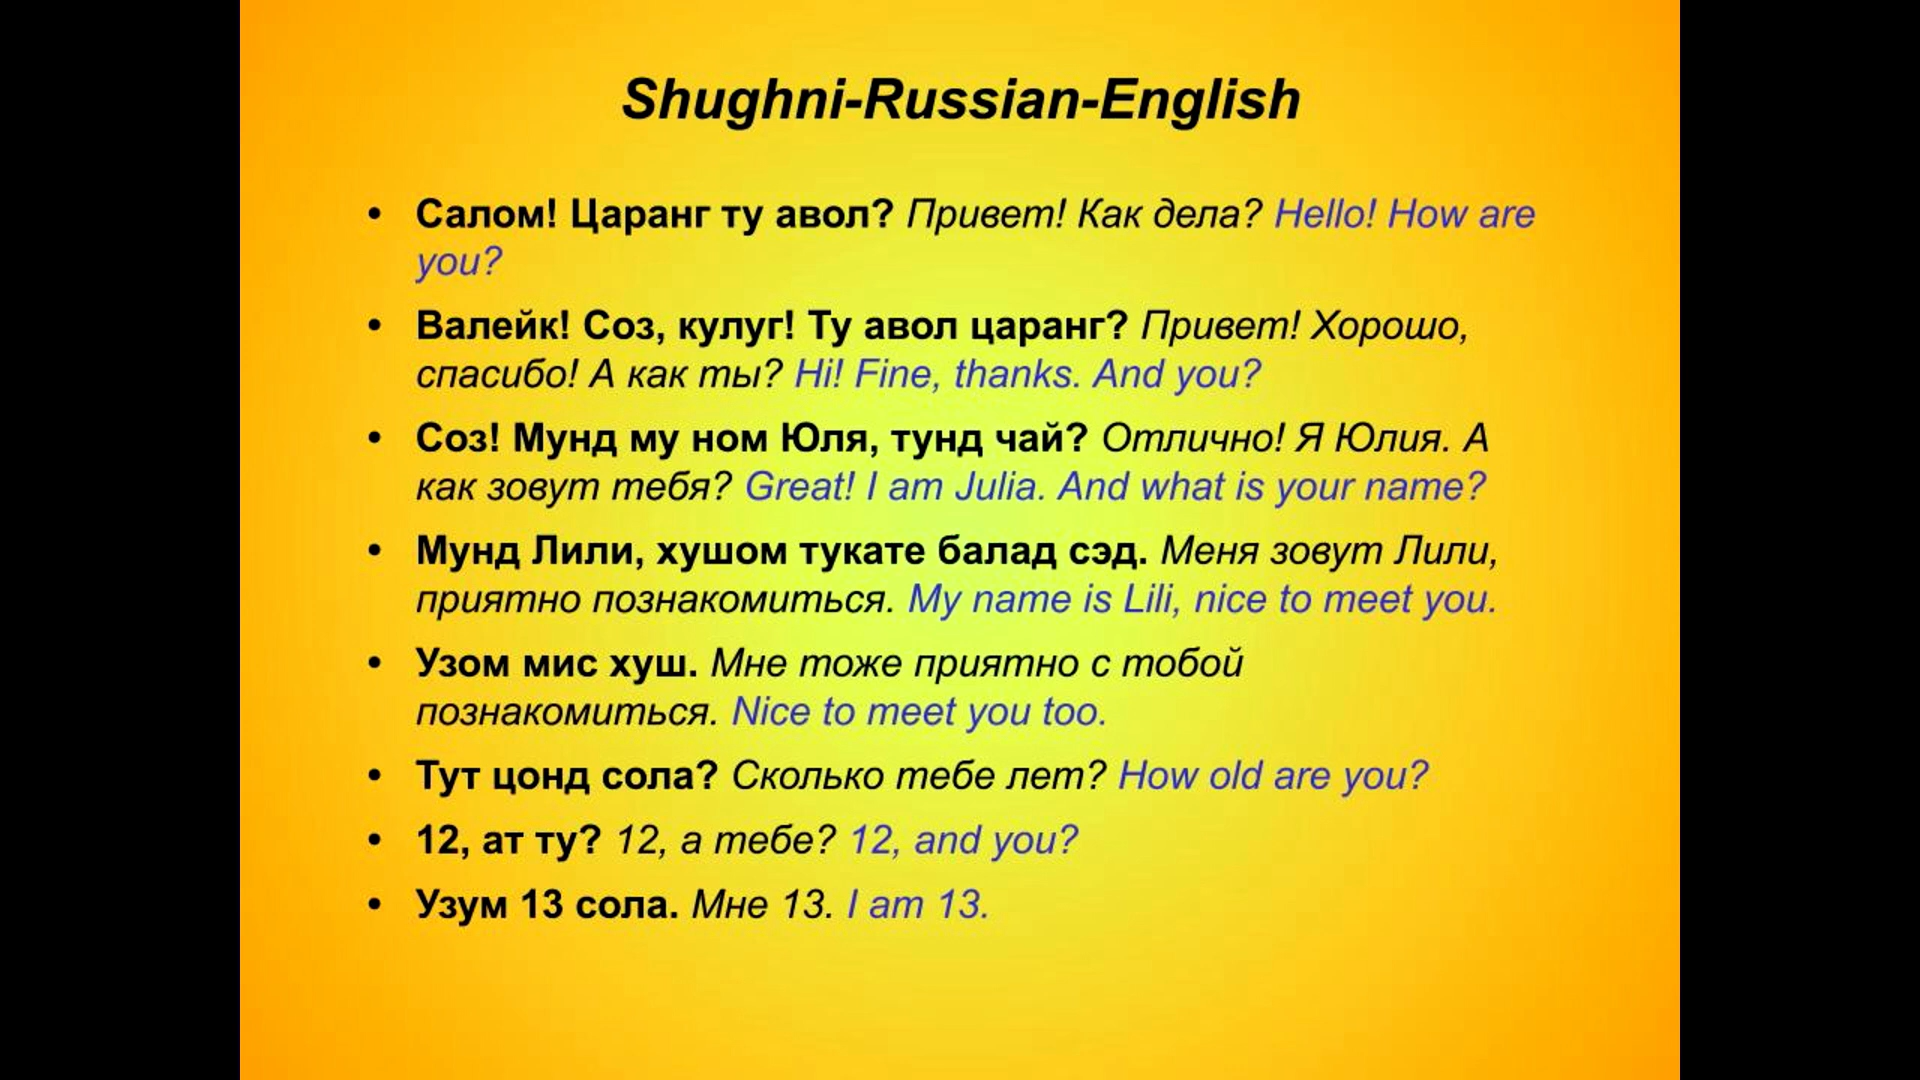 Shughni-Russian-English
• Салом! Царанг ту авол? Привет! Как дела? Hello! How are
you?
• Валейк! Соз, кулуг! Ту авол царанг? Привет! Хорошо,
спасибо! А как ты? Hi! Fine, thanks. And you?
• Соз! Мунд му ном Юля, тунд чай? Отлично! Я Юлия. А
как зовут тебя? Great! I am Julia. And what is your name?
• Мунд Лили, хушом тукате балад сэд. Меня зовут Лили,
приятно познакомиться. My name is Lili, nice to meet you.
• Узом мис хуш. Мне тоже приятно с тобой
познакомиться. Nice to meet you too.
• Тут цонд сола? Сколько тебе лет? How old are you?
• 12, ат ту? 12, а тебе? 12, and you?
• Узум 13 сола. Мне 13. I am 13.